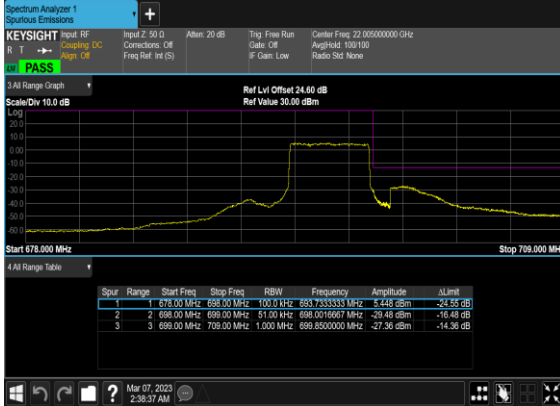 Spectrum Analyzer 1
Spurious Emissions
+
KEYSIGHT Input: RF Input Z: 50 Ω Atten: 20 dB Trig: Free Run Center Freq: 22.005000000 GHz
R T Coupling: DC Corrections: Off Gate: Off Avg|Hold: 100/100
Align: Off Freq Ref: Int (S) IF Gain: Low Radio Std: None
PASS
3 All Range Graph Ref Lvl Offset 24.60 dB
Scale/Div 10.0 dB Ref Value 30.00 dBm
Log
20.0
10.0
0.00
-10.0
-20.0
-30.0
-40.0
-50.0
-60.0
Start 678.000 MHz Stop 709.000 MH
4 All Range Table
Spur Range Start Freq Stop Freq RBW Frequency Amplitude ΔLimit
1 1 678.00 MHz 698.00 MHz 100.0 kHz 693.7333333 MHz 5.448 dBm -24.55 dB
2 2 698.00 MHz 699.00 MHz 51.00 kHz 698.0016667 MHz -29.48 dBm -16.48 dB
3 3 699.00 MHz 709.00 MHz 1.000 MHz 699.8500000 MHz -27.36 dBm -14.36 dB
? Mar 07, 2023
2:38:37 AM